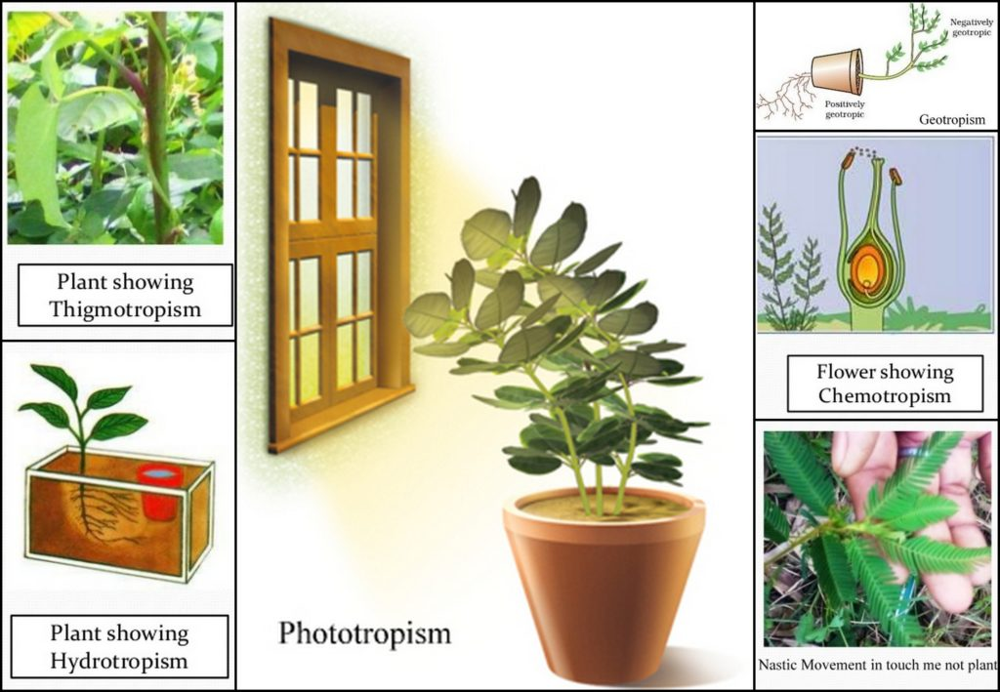 Plant showing
Thigmotropism
Plant showing
Hydrotropism
Phototropism
Negatively
geotropic
Positively
geotropic
Geotropism
Flower showing
Chemotropism
Nastic Movement in touch me not plant